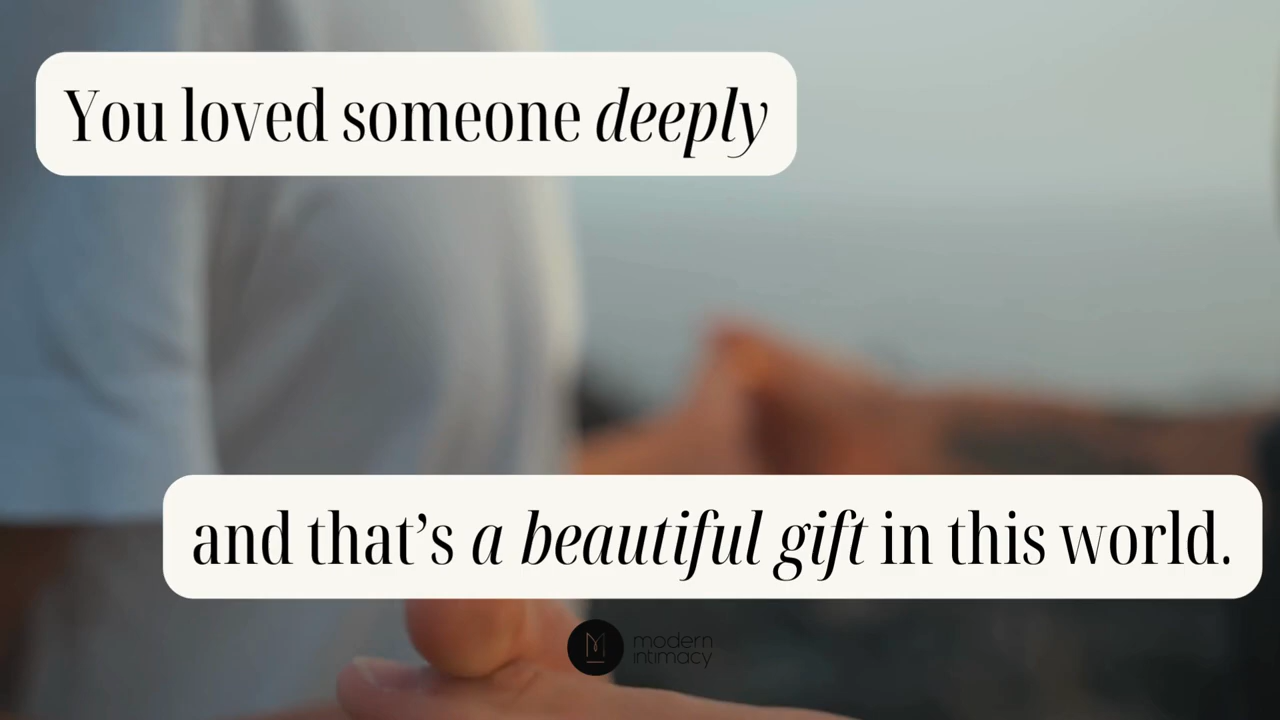 You loved someone deeply
and that’s a beautiful gift in this world.
M
modern
intimacy